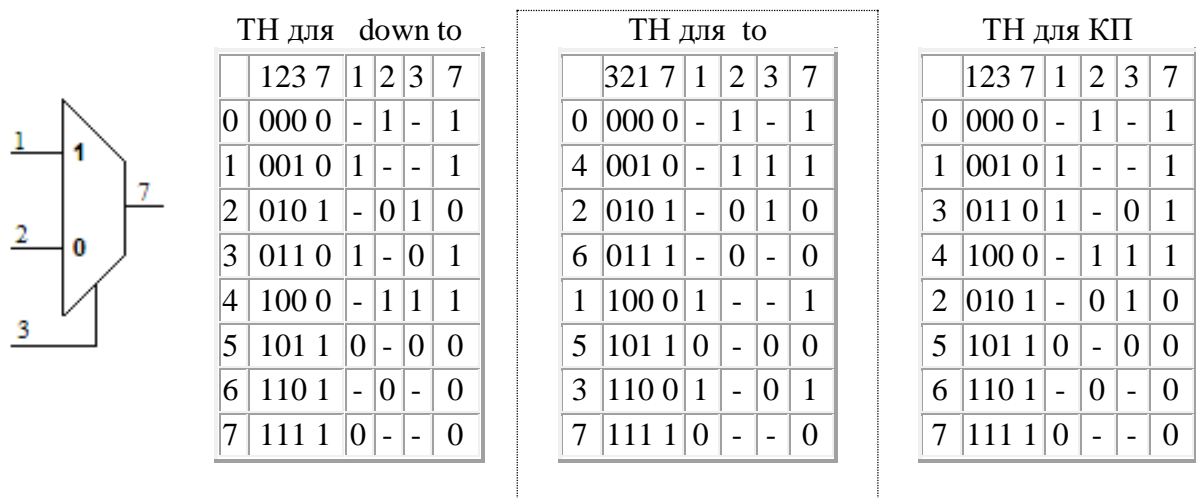 ТН для down to
123 7 1 2 3 7
0 000 0 - 1 - 1
1 001 0 1 - - 1
2 010 1 - 0 1 0
3 011 0 1 - 0 1
4 100 0 - 1 1 1
5 101 1 0 - 0 0
6 110 1 - 0 - 0
7 111 1 0 - - 0
ТН для to
321 7 1 2 3 7
0 000 0 - 1 - 1
4 001 0 - 1 1 1
2 010 1 - 0 1 0
6 011 1 - 0 - 0
1 100 0 1 - - 1
5 101 1 0 - 0 0
3 110 0 1 - 0 1
7 111 1 0 - - 0
ТН для КП
123 7 1 2 3 7
0 000 0 - 1 - 1
1 001 0 1 - - 1
3 011 0 1 - 0 1
4 100 0 - 1 1 1
2 010 1 - 0 1 0
5 101 1 0 - 0 0
6 110 1 - 0 - 0
7 111 1 0 - - 0
1
1
7
2
0
3